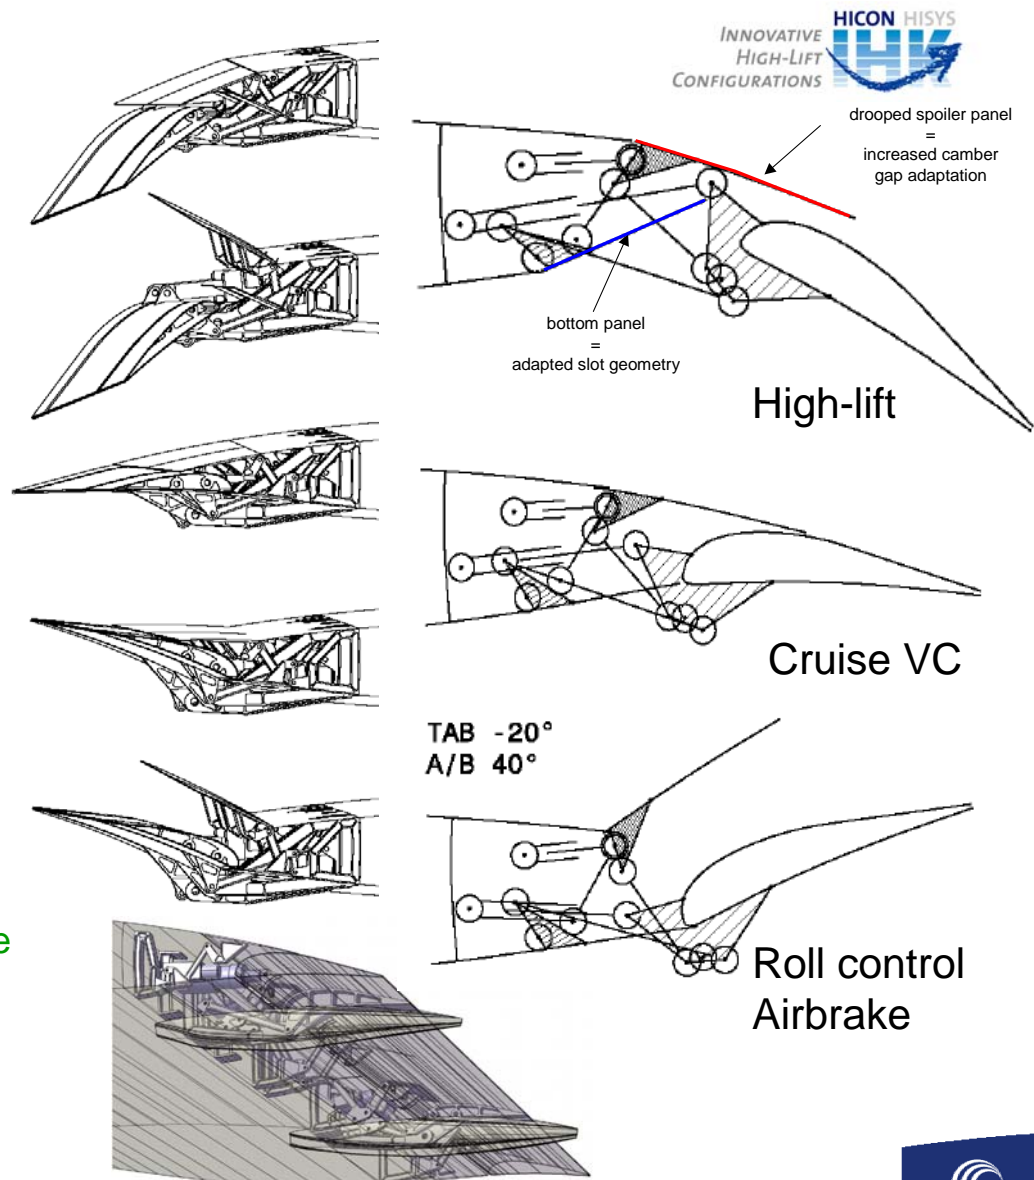 HICON HISYS
INNOVATIVE
HIGH-LIFT
CONFIGURATIONS
IHK
drooped spoiler panel
=
increased camber
gap adaptation
bottom panel
=
adapted slot geometry
High-lift
Cruise VC
TAB -20°
A/B 40°
e
Roll control
Airbrake